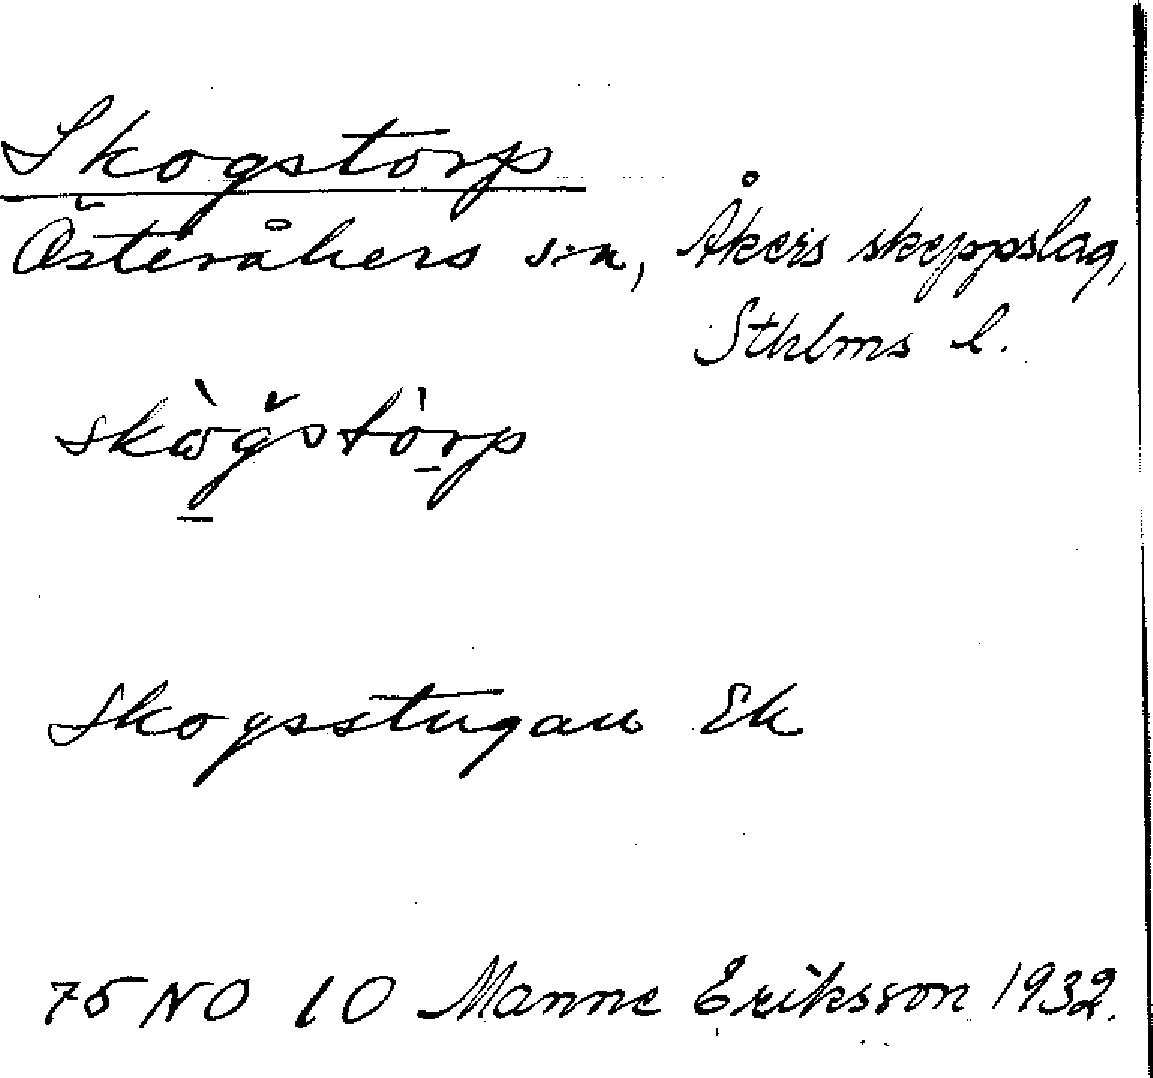 Skogstorp
Österåkers s:n, Åkers skeppslag,
Sthlms l.
skògstòrp
Skogsstugan Ek
75 NO 10 Manne Eriksson 1932.